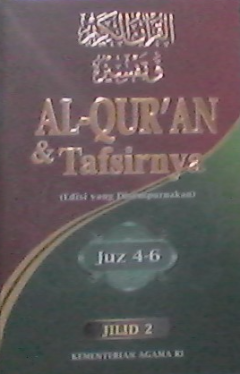 القرآن الكريم
وتفسيره
AL-QUR'AN
& Tafsirnya
(Edisi yang Disempurnakan)
Juz 4-6
JILID 2
KEMENTERIAN AGAMA RI